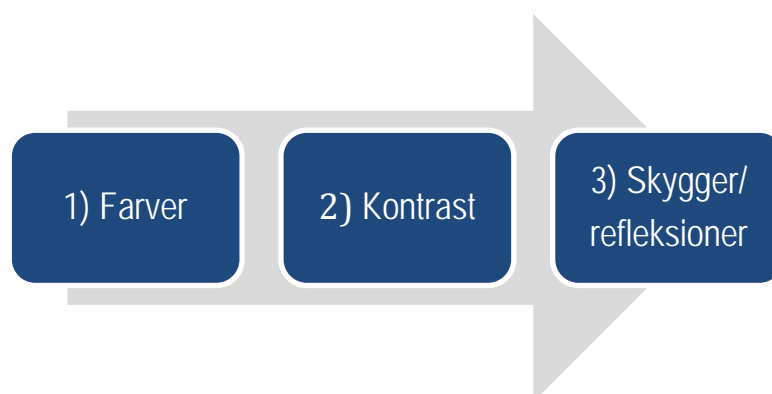 1) Farver
2) Kontrast
3) Skygger/
refleksioner